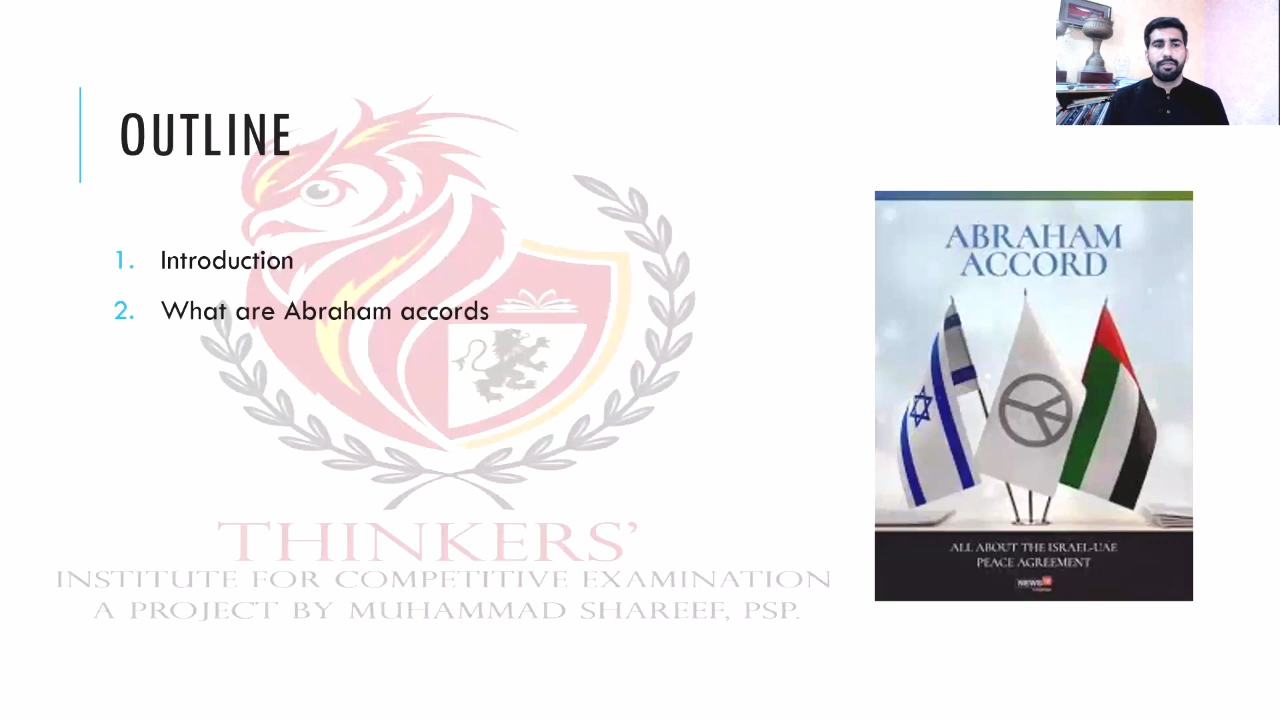 OUTLINE
1. Introduction
2. What are Abraham accords
THINKERS'
INSTITUTE FOR COMPETITIVE EXAMINATION
A PROJECT BY MUHAMMAD SHAREEF, PSP.
ABRAHAM
ACCORD
ALL ABOUT THE ISRAEL-UAE
PEACE AGREEMENT
NEWS18